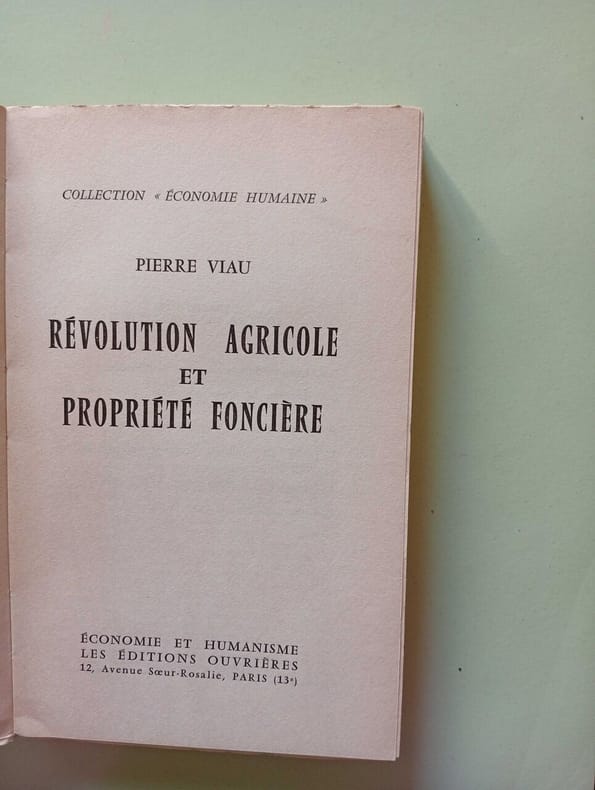 COLLECTION « ÉCONOMIE HUMAINE »
PIERRE VIAU
RÉVOLUTION AGRICOLE
ET
PROPRIÉTÉ FONCIÈRE
ÉCONOMIE ET HUMANISME
LES ÉDITIONS OUVRIÈRES
12, Avenue Sœur-Rosalie, PARIS (13ᵉ)